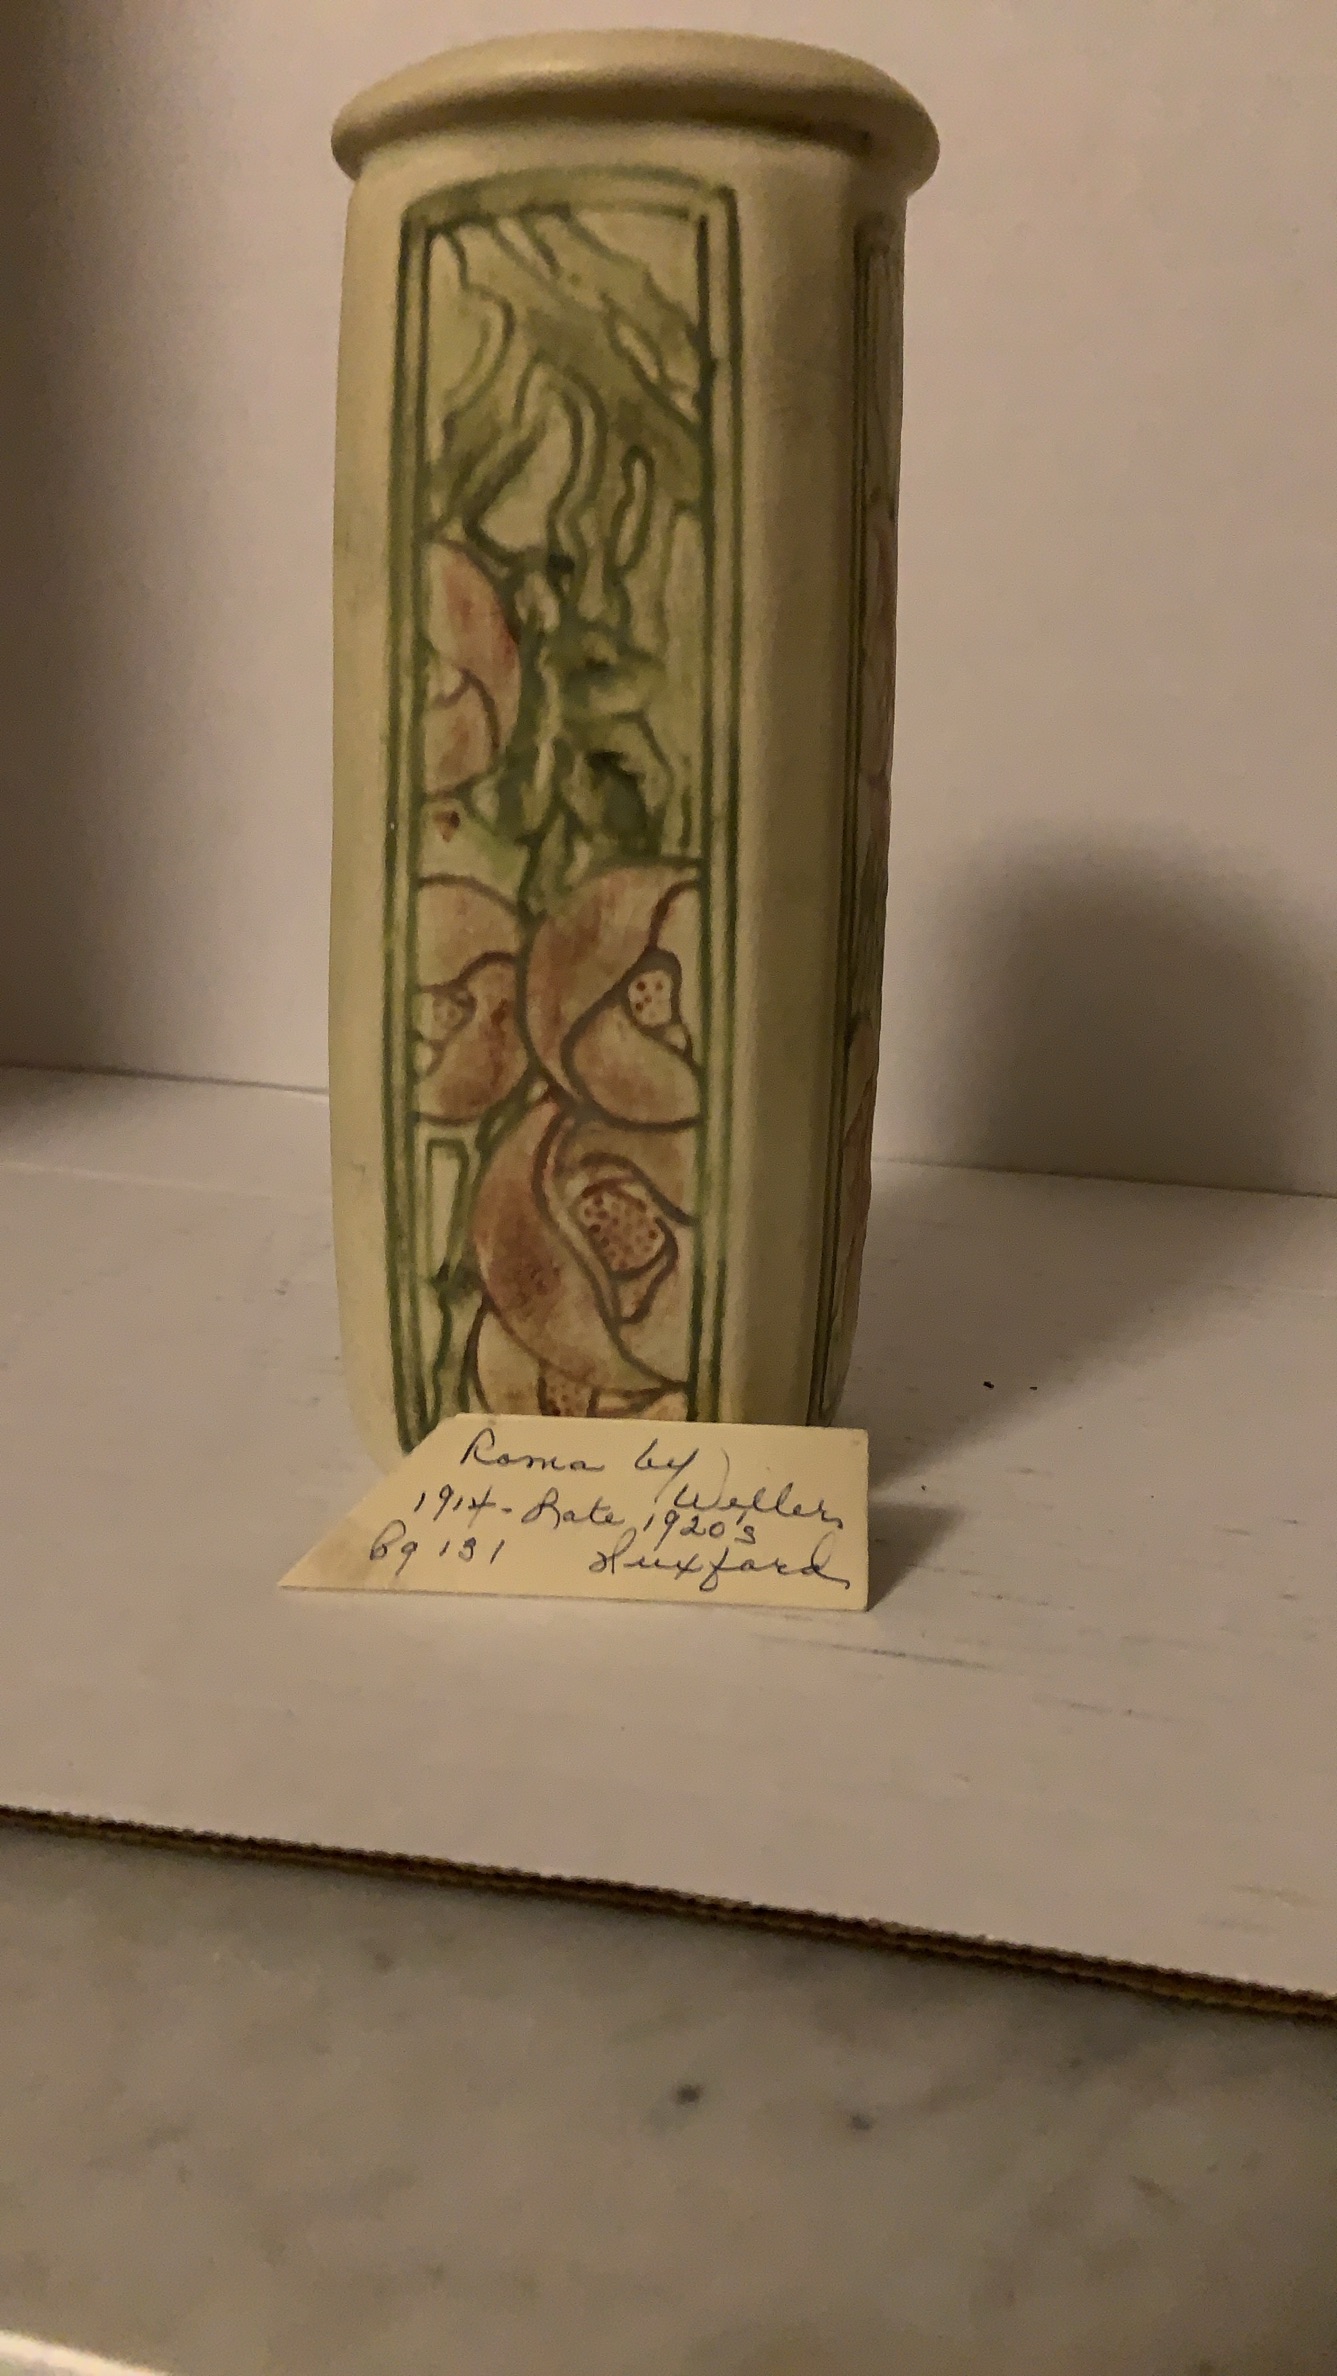 Roma by
Weller
1914 - Late 1920's
Pg 131 Huxford